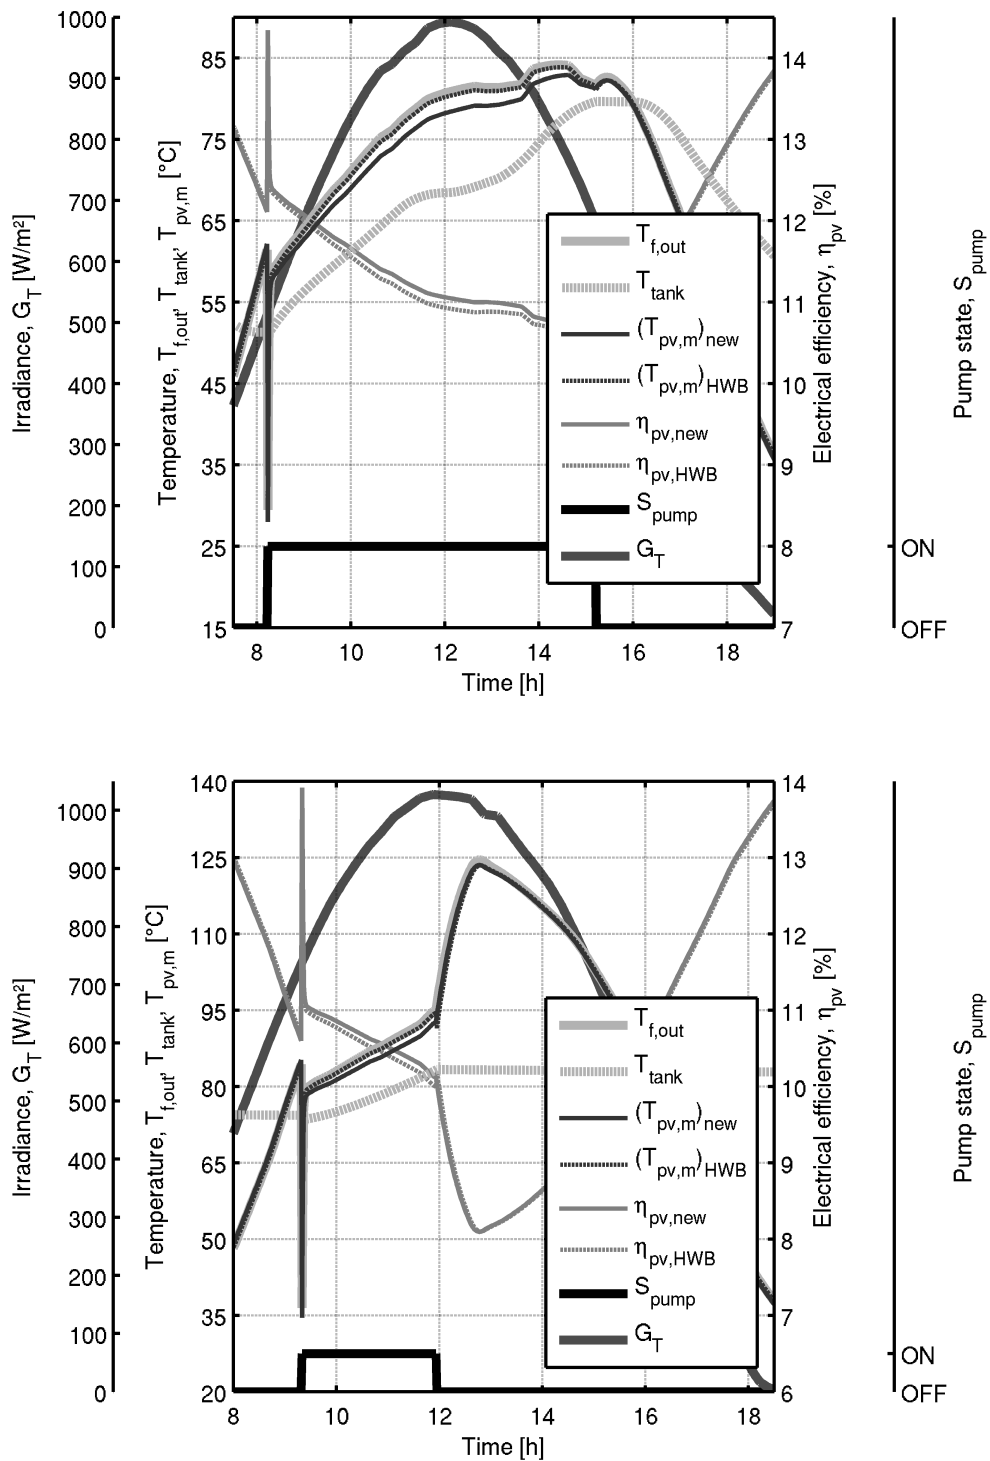 1000
900
800
700
600
500
400
300
200
100
0
Irradiance, G_T [W/m²]
85
75
65
55
45
35
25
15
Temperature, T_f,out, T_tank, T_pv,m [°C]
14
13
12
11
10
9
8
7
Electrical efficiency, η_pv [%]
ON
OFF
Pump state, S_pump
T_f,out
T_tank
(T_pv,m)_new
(T_pv,m)_HWB
η_pv,new
η_pv,HWB
S_pump
G_T
8 10 12 14 16 18
Time [h]
1000
900
800
700
600
500
400
300
200
100
0
Irradiance, G_T [W/m²]
140
125
110
95
80
65
50
35
20
Temperature, T_f,out, T_tank, T_pv,m [°C]
14
13
12
11
10
9
8
7
6
Electrical efficiency, η_pv [%]
ON
OFF
Pump state, S_pump
T_f,out
T_tank
(T_pv,m)_new
(T_pv,m)_HWB
η_pv,new
η_pv,HWB
S_pump
G_T
8 10 12 14 16 18
Time [h]